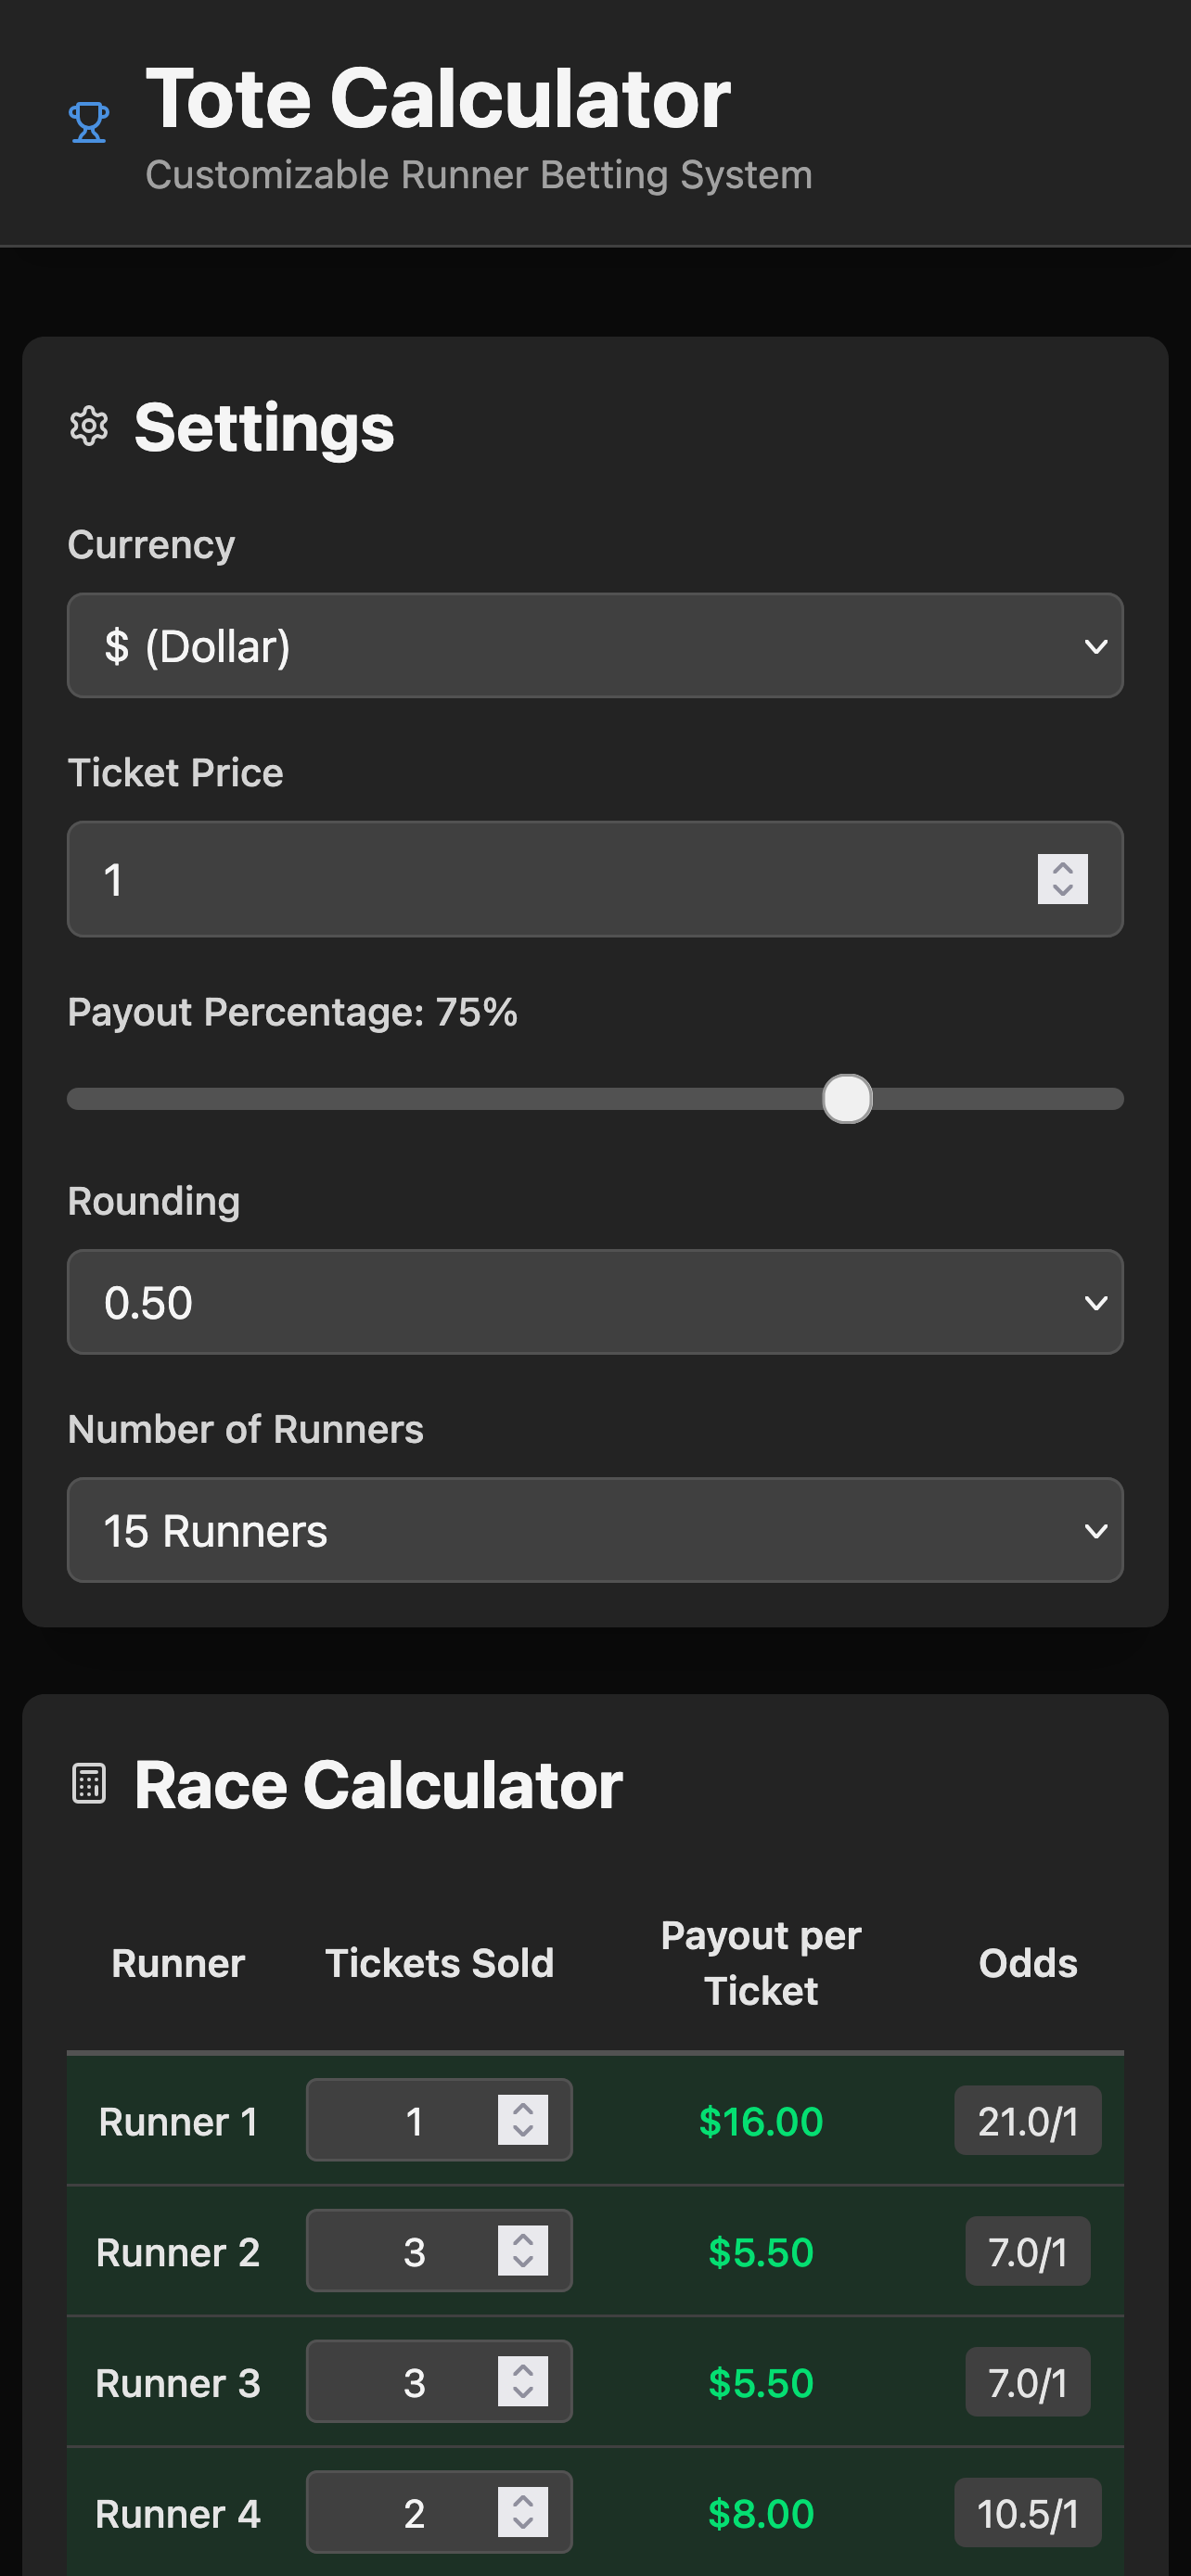 Tote Calculator
Customizable Runner Betting System
Settings
Currency
$ (Dollar)
Ticket Price
1
Payout Percentage: 75%
Rounding
0.50
Number of Runners
15 Runners
Race Calculator
Runner Tickets Sold Payout per Ticket Odds
Runner 1 1 $16.00 21.0/1
Runner 2 3 $5.50 7.0/1
Runner 3 3 $5.50 7.0/1
Runner 4 2 $8.00 10.5/1